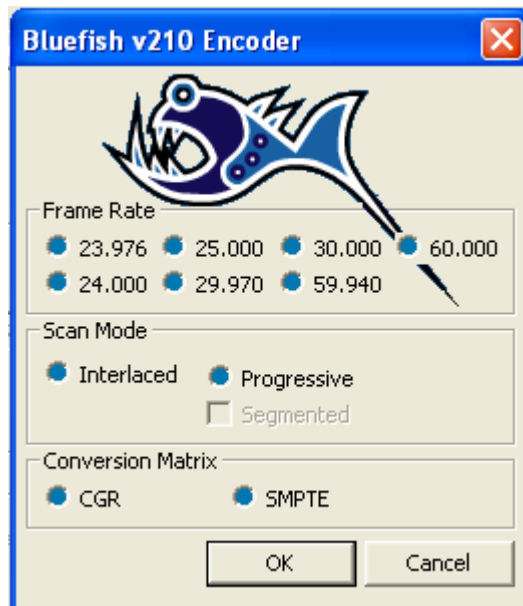 Bluefish v210 Encoder
Frame Rate
23.976 25.000 30.000 60.000
24.000 29.970 59.940
Scan Mode
Interlaced Progressive
Segmented
Conversion Matrix
CGR SMPTE
OK Cancel